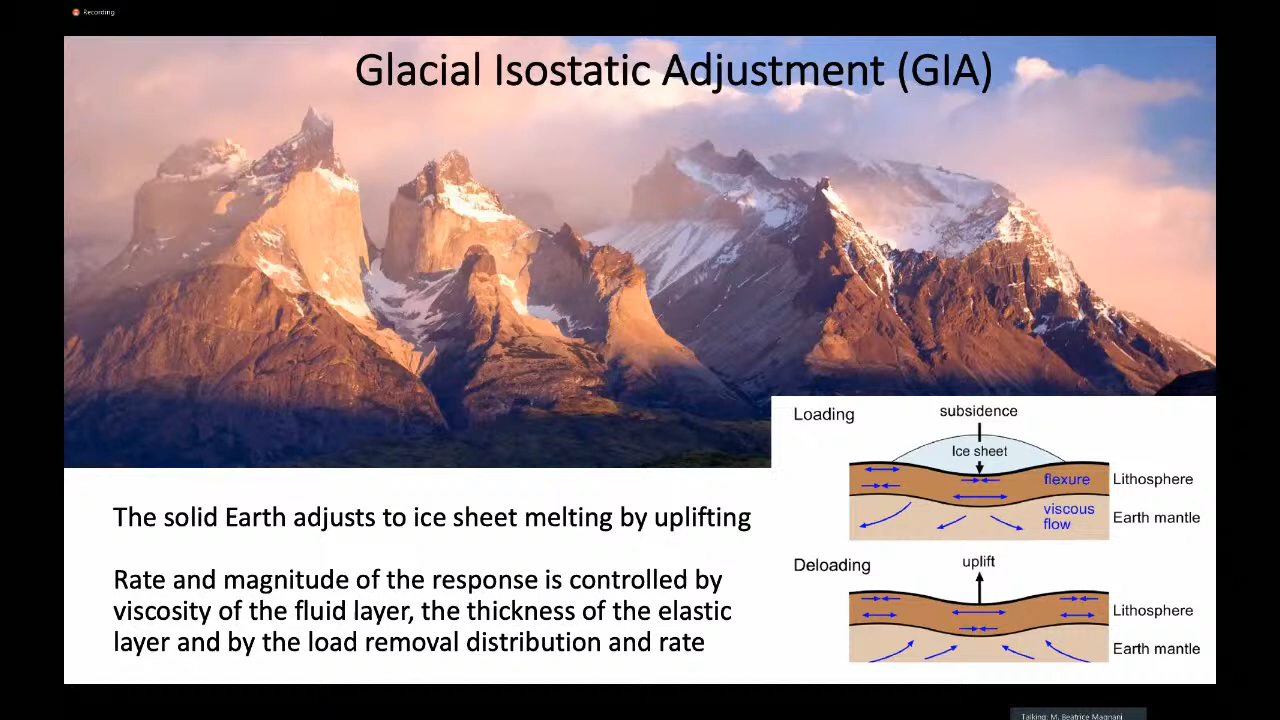 Recording
Glacial Isostatic Adjustment (GIA)
Loading
subsidence
Ice sheet
flexure
Lithosphere
viscous
flow
Earth mantle
The solid Earth adjusts to ice sheet melting by uplifting
Rate and magnitude of the response is controlled by
viscosity of the fluid layer, the thickness of the elastic
layer and by the load removal distribution and rate
Deloading
uplift
Lithosphere
Earth mantle
Talking: M. Beatrice Magnani